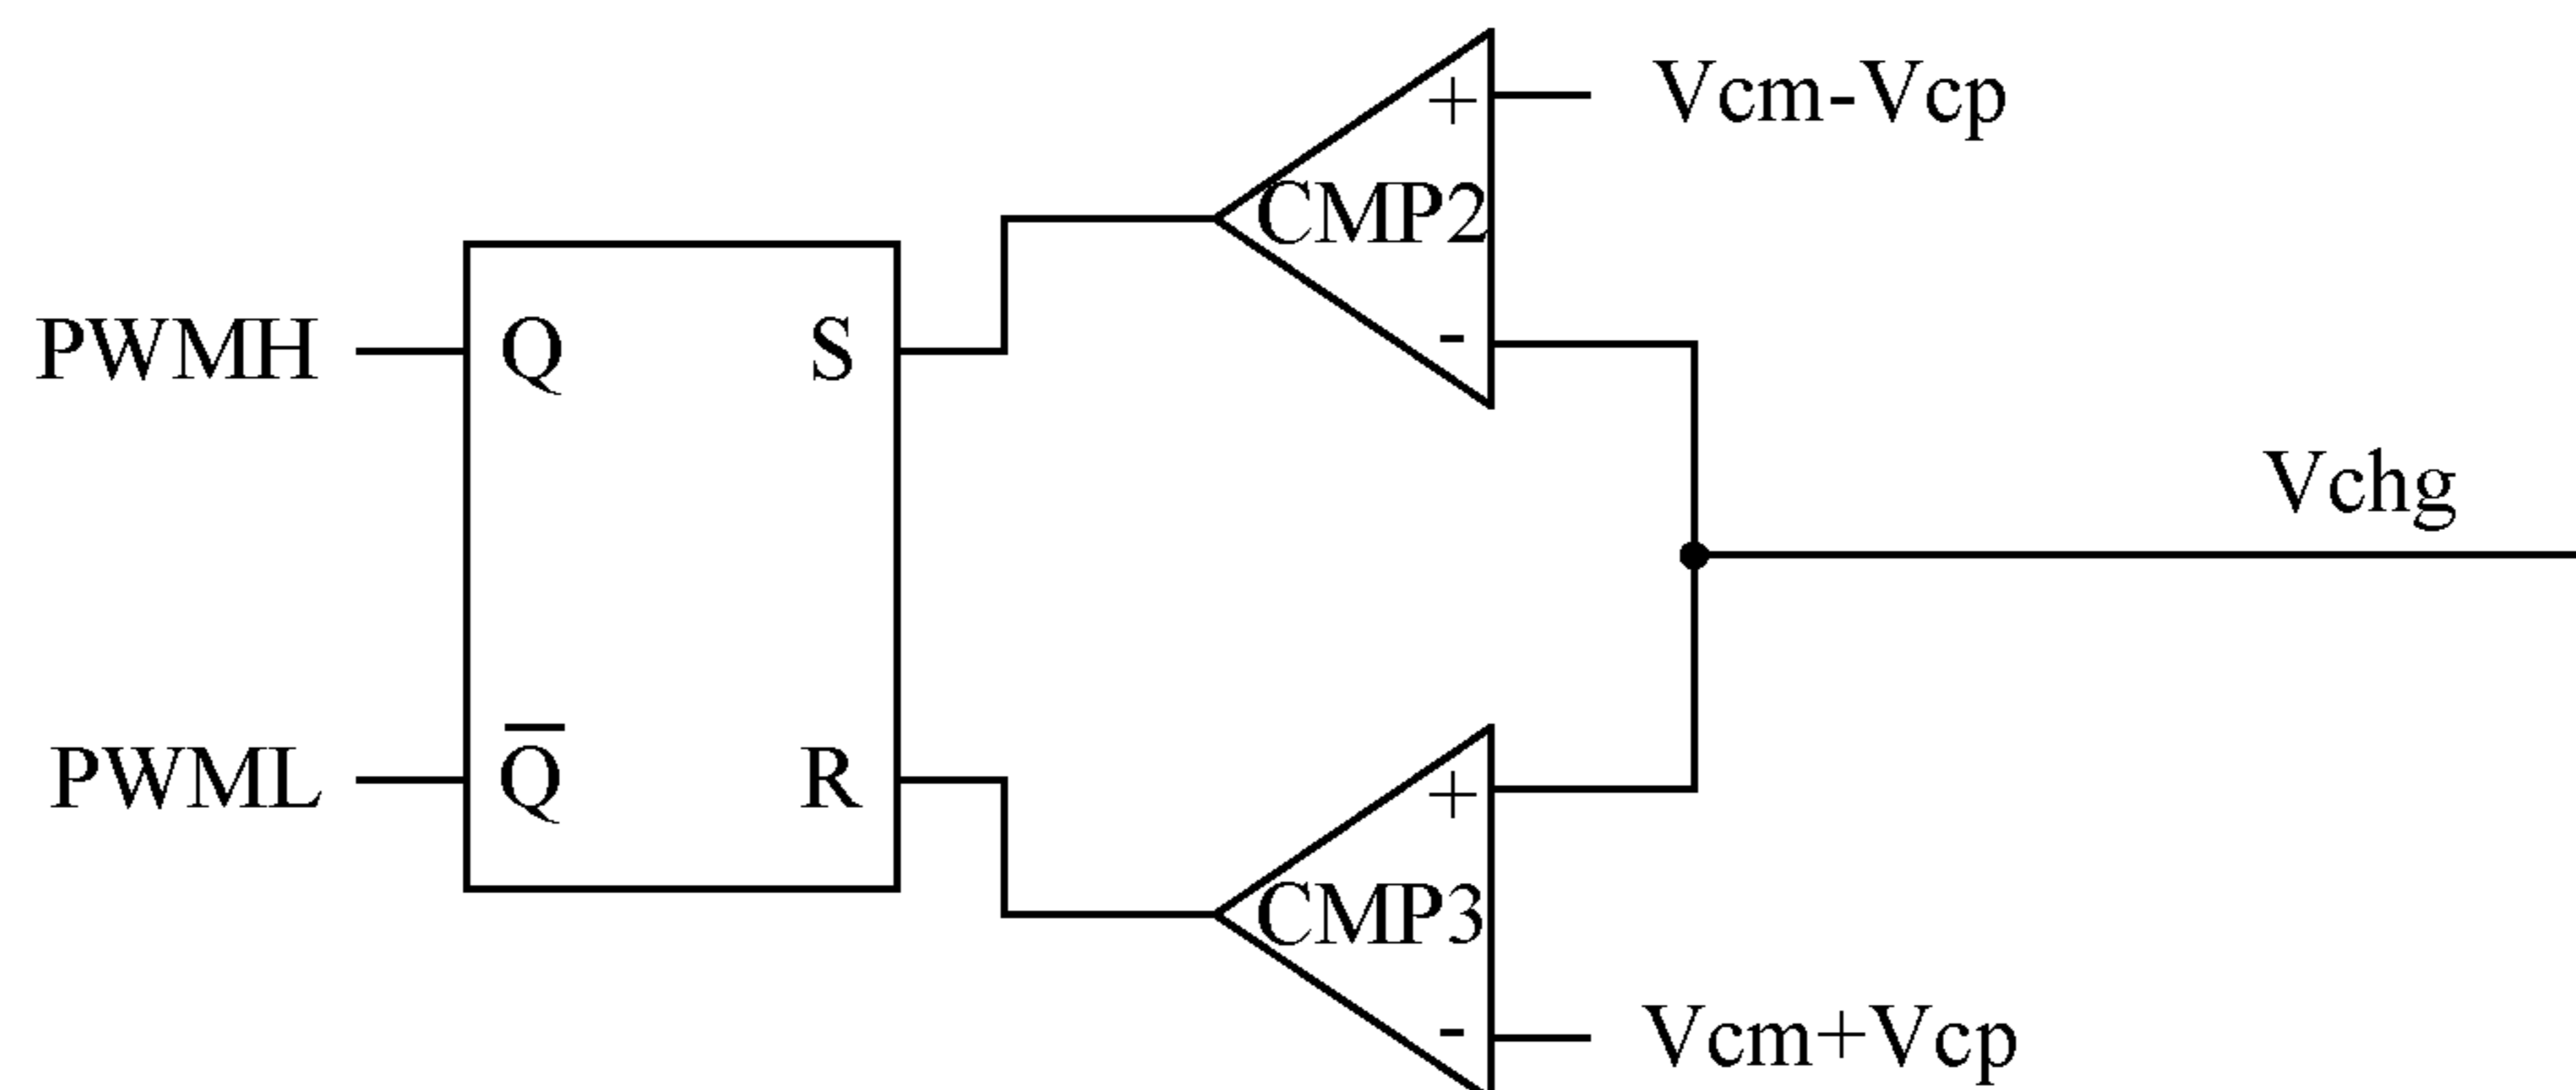 +
Vcm-Vcp
CMP2
-
PWMH
Q
S
Vchg
PWML
Q
R
+
CMP3
-
Vcm+Vcp